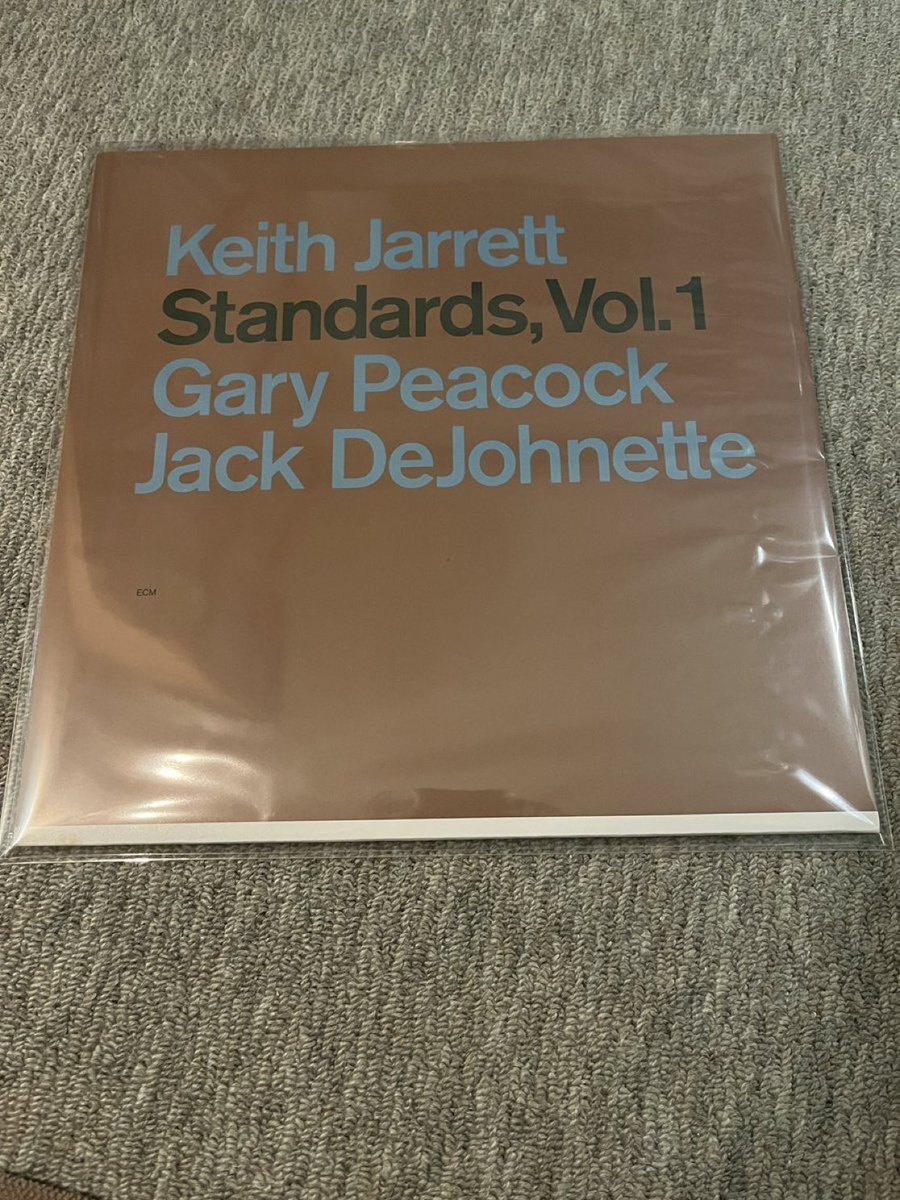 Keith Jarrett
Standards, Vol. 1
Gary Peacock
Jack DeJohnette
ECM